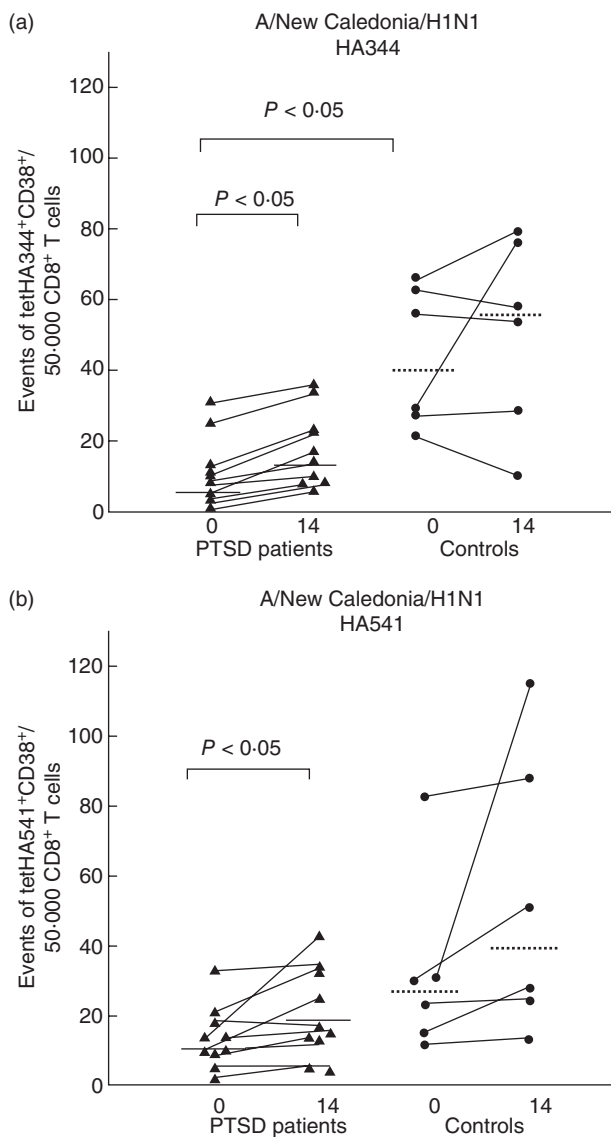 (a)
A/New Caledonia/H1N1
HA344
120
100
80
60
40
20
0
Events of tetHA344⁺CD38⁺/
50·000 CD8⁺ T cells
P < 0·05
P < 0·05
0 14 0 14
PTSD patients Controls
(b)
A/New Caledonia/H1N1
HA541
120
100
80
60
40
20
0
Events of tetHA541⁺CD38⁺/
50·000 CD8⁺ T cells
P < 0·05
0 14 0 14
PTSD patients Controls